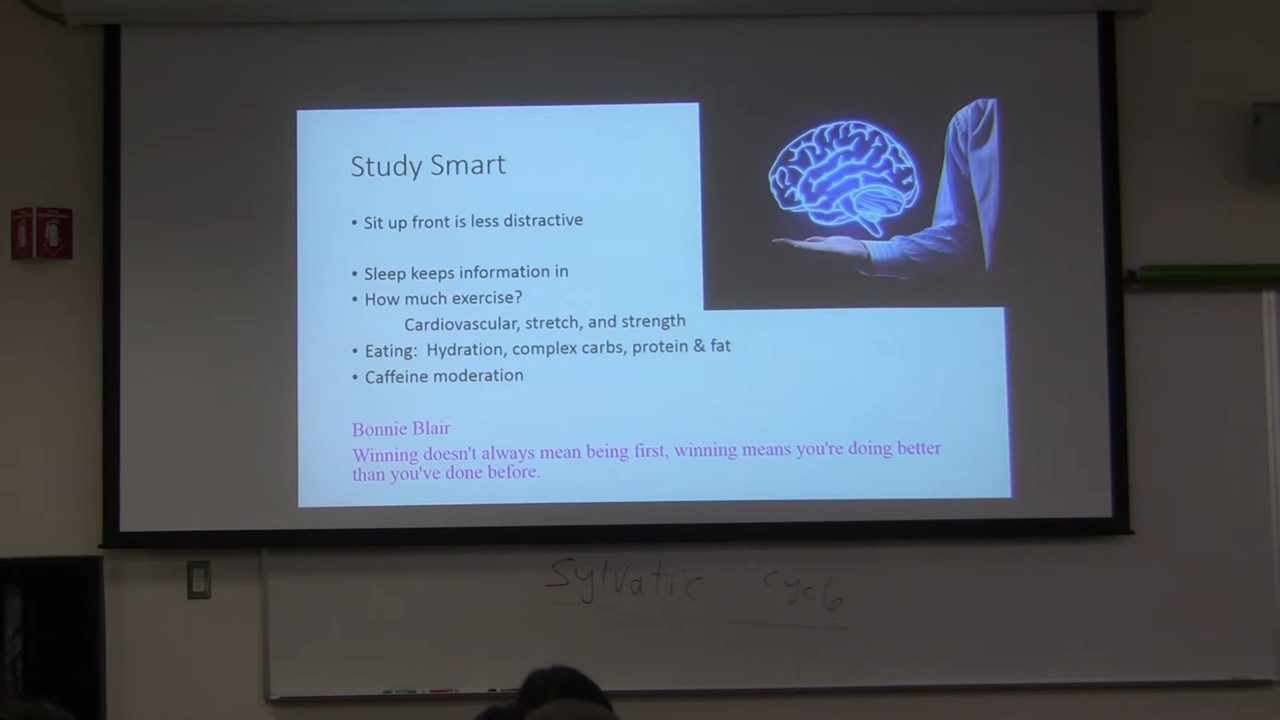 Study Smart
• Sit up front is less distractive
• Sleep keeps information in
• How much exercise?
Cardiovascular, stretch, and strength
• Eating: Hydration, complex carbs, protein & fat
• Caffeine moderation
Bonnie Blair
Winning doesn't always mean being first, winning means you're doing better
than you've done before.
Sylvatic